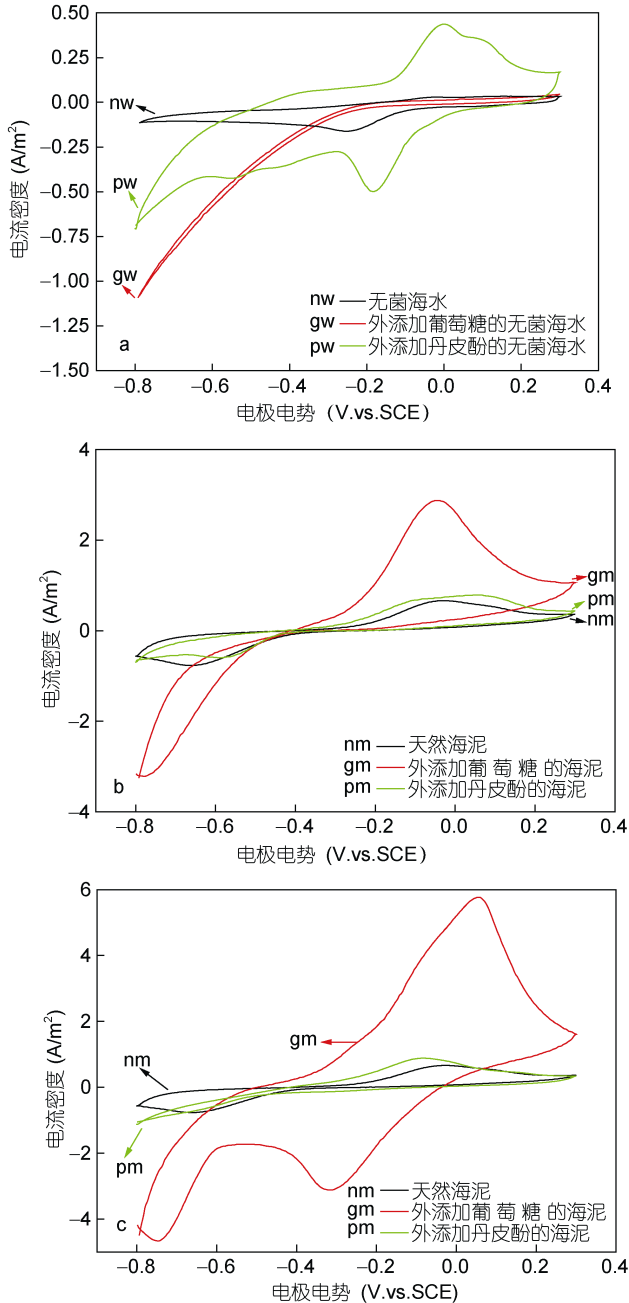 0.50
0.25
nw
0.00
−0.25
pw
−0.50
−0.75
gw
−1.00
nw 无菌海水
−1.25
gw 外添加葡萄糖的无菌海水
a
pw 外添加丹皮酚的无菌海水
−1.50
电流密度 (A/m²)
−0.8 −0.6 −0.4 −0.2 0.0 0.2 0.4
电极电势 (V.vs.SCE)
4
2
gm
pm
nm
0
−2
电流密度 (A/m²)
nm 天然海泥
gm 外添加葡 萄 糖 的海泥
b
pm 外添加丹皮酚的海泥
−4
−0.8 −0.6 −0.4 −0.2 0.0 0.2 0.4
电极电势 (V.vs.SCE)
6
4
2
gm
nm
0
−2
pm
电流密度 (A/m²)
nm 天然海泥
gm 外添加葡 萄 糖 的海泥
c
−4
pm 外添加丹皮酚的海泥
−0.8 −0.6 −0.4 −0.2 0.0 0.2 0.4
电极电势 (V.vs.SCE)